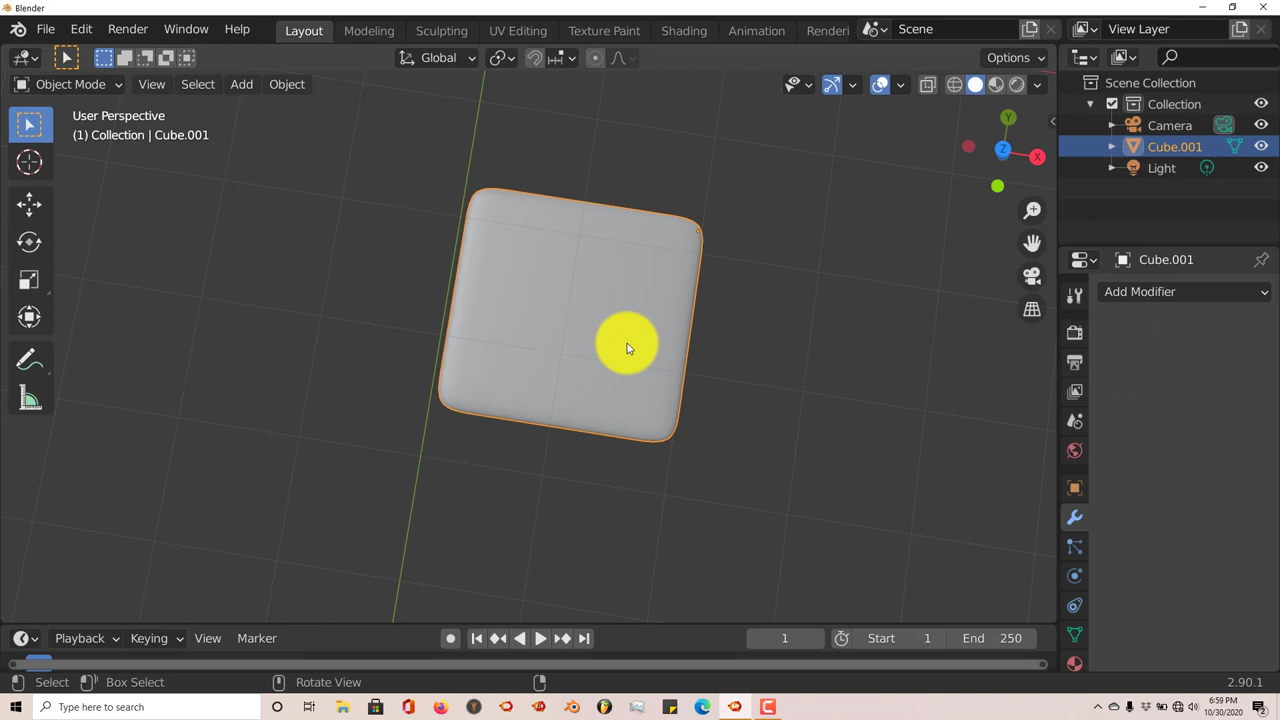 Blender
File Edit Render Window Help Layout Modeling Sculpting UV Editing Texture Paint Shading Animation Renderi Scene View Layer
Global Options
Object Mode View Select Add Object
User Perspective
(1) Collection | Cube.001
Y
Z
X
Scene Collection
Collection
Camera
Cube.001
Light
Cube.001
Add Modifier
Playback Keying View Marker 1 Start 1 End 250
Select Box Select Rotate View 2.90.1
Type here to search
6:59 PM
10/30/2020
2